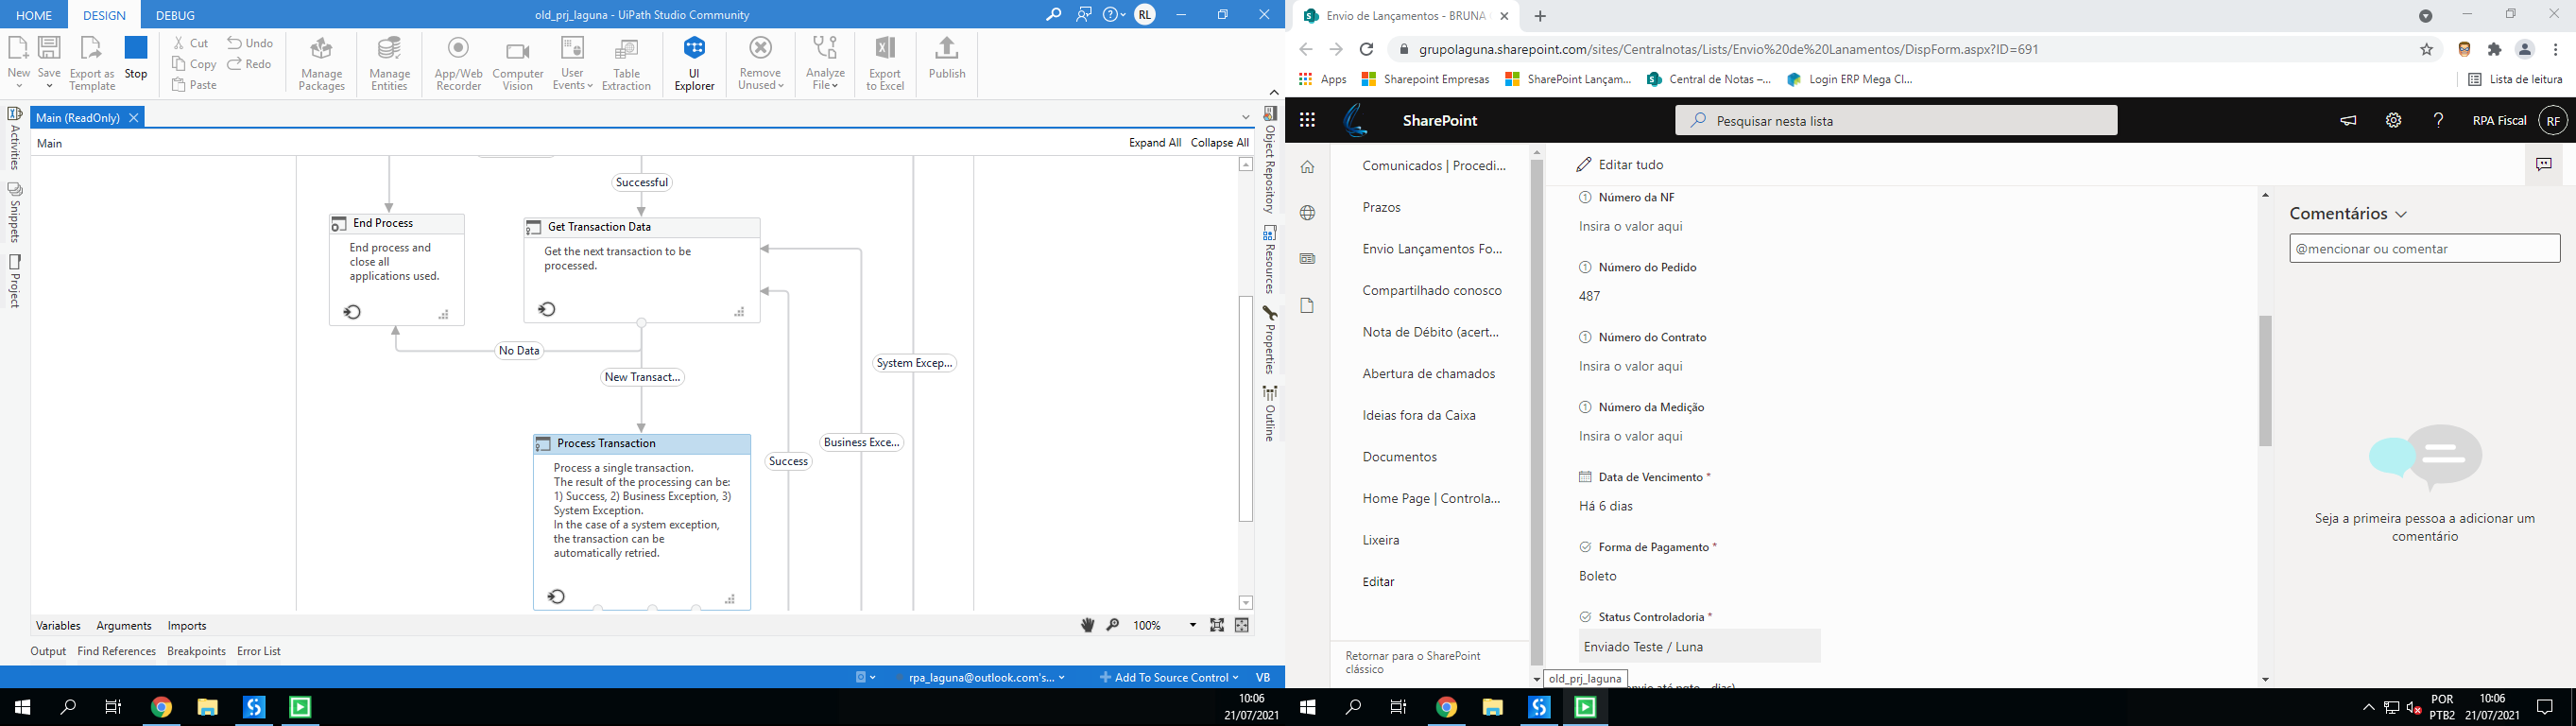 HOME
DESIGN
DEBUG
old_prj_laguna - UiPath Studio Community
RL
New
Save
Export as Template
Stop
Cut
Copy
Paste
Undo
Redo
Manage Packages
Manage Entities
App/Web Recorder
Computer Vision
User Events
Table Extraction
UI Explorer
Remove Unused
Analyze File
Export to Excel
Publish
Main (ReadOnly)
Main
Expand All
Collapse All
Activities
Snippets
Project
Object Repository
Resources
Properties
Outline
Successful
End Process
End process and
close all
applications used.
Get Transaction Data
Get the next transaction to be
processed.
No Data
New Transact...
System Excep...
Business Exce...
Success
Process Transaction
Process a single transaction.
The result of the processing can be:
1) Success, 2) Business Exception, 3)
System Exception.
In the case of a system exception,
the transaction can be
automatically retried.
Variables
Arguments
Imports
100%
Output
Find References
Breakpoints
Error List
rpa_laguna@outlook.com's...
Add To Source Control
VB
10:06
21/07/2021
Envio de Lançamentos - BRUNA
grupolaguna.sharepoint.com/sites/Centralnotas/Lists/Envio%20de%20Lanamentos/DispForm.aspx?ID=691
Apps
Sharepoint Empresas
SharePoint Lançam...
Central de Notas –...
Login ERP Mega Cl...
Lista de leitura
SharePoint
Pesquisar nesta lista
RPA Fiscal
RF
Comunicados | Procedi...
Prazos
Envio Lançamentos Fo...
Compartilhado conosco
Nota de Débito (acert...
Abertura de chamados
Ideias fora da Caixa
Documentos
Home Page | Controla...
Lixeira
Editar
Retornar para o SharePoint
clássico
Editar tudo
Número da NF
Insira o valor aqui
Número do Pedido
487
Número do Contrato
Insira o valor aqui
Número da Medição
Insira o valor aqui
Data de Vencimento *
Há 6 dias
Forma de Pagamento *
Boleto
Status Controladoria *
Enviado Teste / Luna
old_prj_laguna
Comentários
@mencionar ou comentar
Seja a primeira pessoa a adicionar um
comentário
POR
PTB2
10:06
21/07/2021